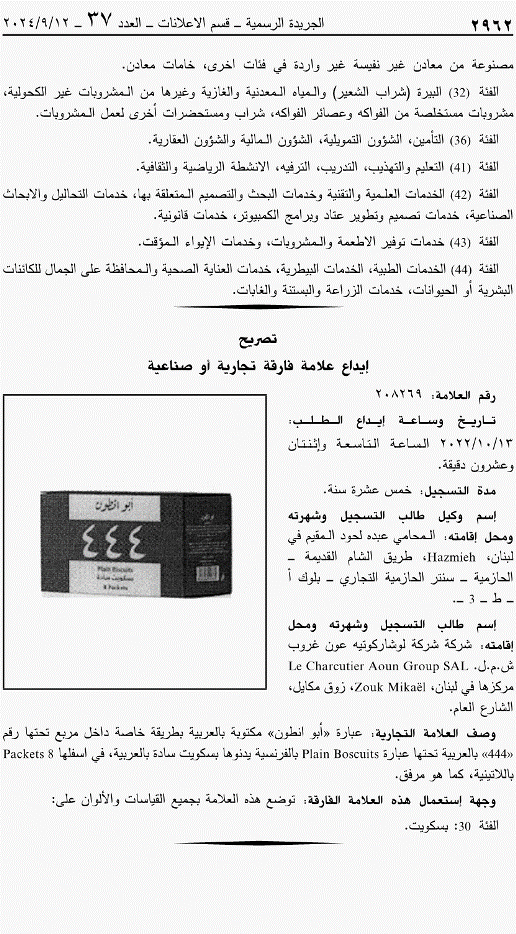 ٢٩٦٢
الجريدة الرسمية ـ قسم الاعلانات ـ العدد ٣٧ ـ ٢٠٢٤/٩/١٢
مصنوعة من معادن غير نفيسة غير واردة في فئات اخرى، خامات معادن.
الفئة (32) البيرة (شراب الشعير) والمياه المعدنية والغازية وغيرها من المشروبات غير الكحولية،
مشروبات مستخلصة من الفواكه وعصائر الفواكه، شراب ومستحضرات أخرى لعمل المشروبات.
الفئة (36) التأمين، الشؤون التمويلية، الشؤون المالية والشؤون العقارية.
الفئة (41) التعليم والتهذيب، التدريب، الترفيه، الانشطة الرياضية والثقافية.
الفئة (42) الخدمات العلمية والتقنية وخدمات البحث والتصميم المتعلقة بها، خدمات التحاليل والابحاث
الصناعية، خدمات تصميم وتطوير عتاد وبرامج الكمبيوتر، خدمات قانونية.
الفئة (43) خدمات توفير الاطعمة والمشروبات، وخدمات الإيواء المؤقت.
الفئة (44) الخدمات الطبية، الخدمات البيطرية، خدمات العناية الصحية والمحافظة على الجمال للكائنات
البشرية أو الحيوانات، خدمات الزراعة والبستنة والغابات.
تصريح
إيداع علامة فارقة تجارية أو صناعية
رقم العلامة: ٢٠٨٢٦٩
تاريخ وساعة إيداع الطلب:
٢٠٢٢/١٠/١٣ الساعة التاسعة وإثنتان
وعشرون دقيقة.
مدة التسجيل: خمس عشرة سنة.
إسم وكيل طالب التسجيل وشهرته
ومحل إقامته: المحامي عبده لحود المقيم في
لبنان، Hazmieh، طريق الشام القديمة ـ
الحازمية ـ سنتر الحازمية التجاري ـ بلوك أ
ـ ط ـ 3 ـ.
إسم طالب التسجيل وشهرته ومحل
إقامته: شركة شركة لوشاركوتيه عون غروب
ش.م.ل. Le Charcutier Aoun Group SAL
مركزها في لبنان، Zouk Mikaël، زوق مكايل،
الشارع العام.
ابو انطون
٤٤٤
Plain Biscuits
بسكويت سادة
8 Packets
وصف العلامة التجارية: عبارة «أبو انطون» مكتوبة بالعربية بطريقة خاصة داخل مربع تحتها رقم
«444» بالعربية تحتها عبارة Plain Boscuits بالفرنسية يدنوها بسكويت سادة بالعربية، في اسفلها 8 Packets
باللاتينية، كما هو مرفق.
وجهة إستعمال هذه العلامة الفارقة: توضع هذه العلامة بجميع القياسات والألوان على:
الفئة 30: بسكويت.